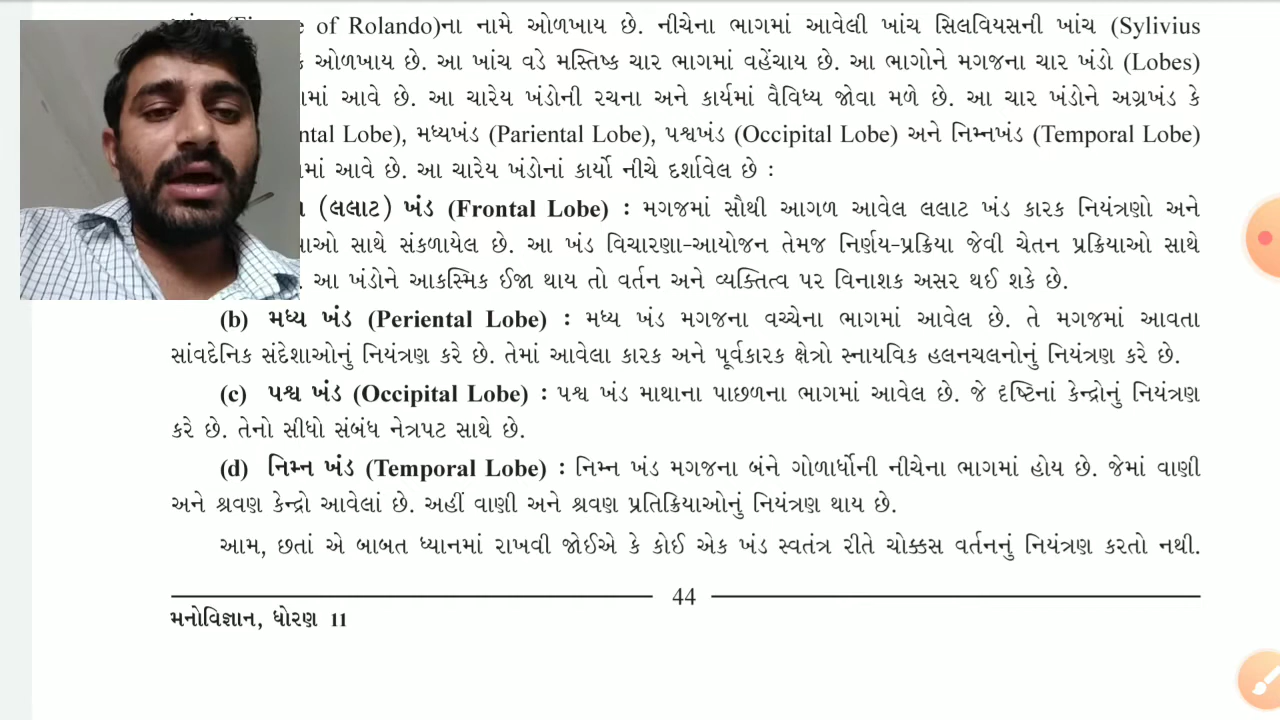 of Rolando)ના નામે ઓળખાય છે. નીચેના ભાગમાં આવેલી ખાંચ સિલવિયસની ખાંચ (Sylivius
ઓળખાય છે. આ ખાંચ વડે મસ્તિષ્ક ચાર ભાગમાં વહેંચાય છે. આ ભાગોને મગજના ચાર ખંડો (Lobes)
આવે છે. આ ચારેય ખંડોની રચના અને કાર્યમાં વૈવિધ્ય જોવા મળે છે. આ ચાર ખંડોને અગ્રખંડ કે
Lobe), મધ્યખંડ (Pariental Lobe), પશ્વખંડ (Occipital Lobe) અને નિમ્નખંડ (Temporal Lobe)
આવે છે. આ ચારેય ખંડોનાં કાર્યો નીચે દર્શાવેલ છે :
(લલાટ) ખંડ (Frontal Lobe) : મગજમાં સૌથી આગળ આવેલ લલાટ ખંડ કારક નિયંત્રણો અને
સાથે સંકળાયેલ છે. આ ખંડ વિચારણા-આયોજન તેમજ નિર્ણય-પ્રક્રિયા જેવી ચેતન પ્રક્રિયાઓ સાથે
આ ખંડોને આકસ્મિક ઈજા થાય તો વર્તન અને વ્યક્તિત્વ પર વિનાશક અસર થઈ શકે છે.
(b) મધ્ય ખંડ (Periental Lobe) : મધ્ય ખંડ મગજના વચ્ચેના ભાગમાં આવેલ છે. તે મગજમાં આવતા
સાંવદેનિક સંદેશાઓનું નિયંત્રણ કરે છે. તેમાં આવેલા કારક અને પૂર્વકારક ક્ષેત્રો સ્નાયવિક હલનચલનોનું નિયંત્રણ કરે છે.
(c) પશ્વ ખંડ (Occipital Lobe) : પશ્વ ખંડ માથાના પાછળના ભાગમાં આવેલ છે. જે દૃષ્ટિનાં કેન્દ્રોનું નિયંત્રણ
કરે છે. તેનો સીધો સંબંધ નેત્રપટ સાથે છે.
(d) નિમ્ન ખંડ (Temporal Lobe) : નિમ્ન ખંડ મગજના બંને ગોળાર્ધોની નીચેના ભાગમાં હોય છે. જેમાં વાણી
અને શ્રવણ કેન્દ્રો આવેલાં છે. અહીં વાણી અને શ્રવણ પ્રતિક્રિયાઓનું નિયંત્રણ થાય છે.
આમ, છતાં એ બાબત ધ્યાનમાં રાખવી જોઈએ કે કોઈ એક ખંડ સ્વતંત્ર રીતે ચોક્કસ વર્તનનું નિયંત્રણ કરતો નથી.
44
મનોવિજ્ઞાન, ધોરણ 11